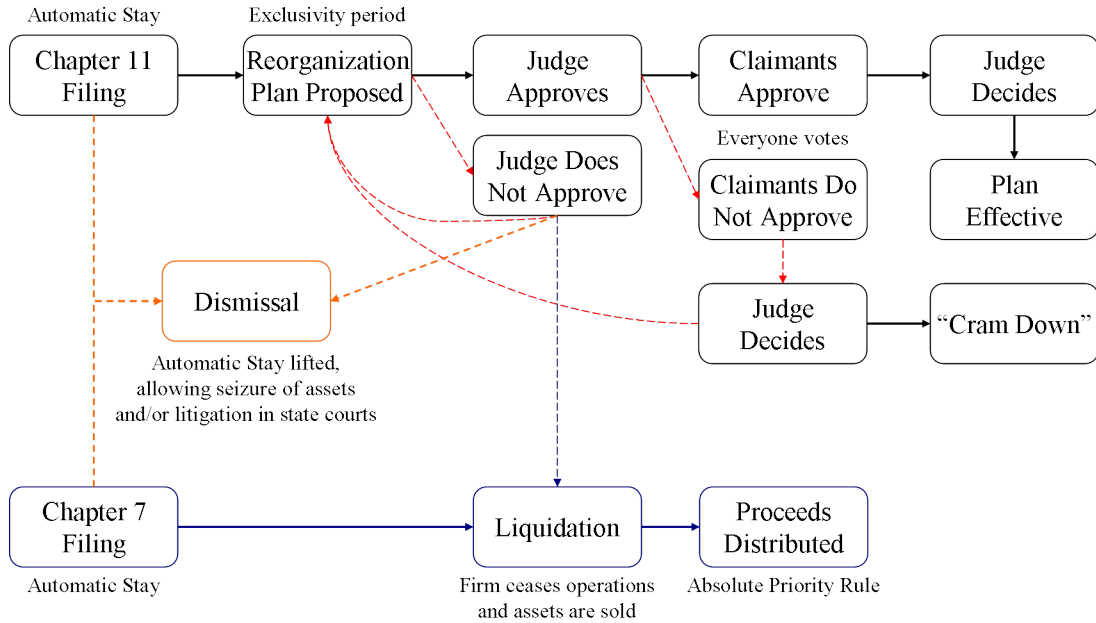 Automatic Stay
Exclusivity period
Chapter 11
Filing
Reorganization
Plan Proposed
Judge
Approves
Claimants
Approve
Judge
Decides
Everyone votes
Judge Does
Not Approve
Claimants Do
Not Approve
Plan
Effective
Dismissal
Judge
Decides
“Cram Down”
Automatic Stay lifted,
allowing seizure of assets
and/or litigation in state courts
Chapter 7
Filing
Liquidation
Proceeds
Distributed
Automatic Stay
Firm ceases operations
and assets are sold
Absolute Priority Rule